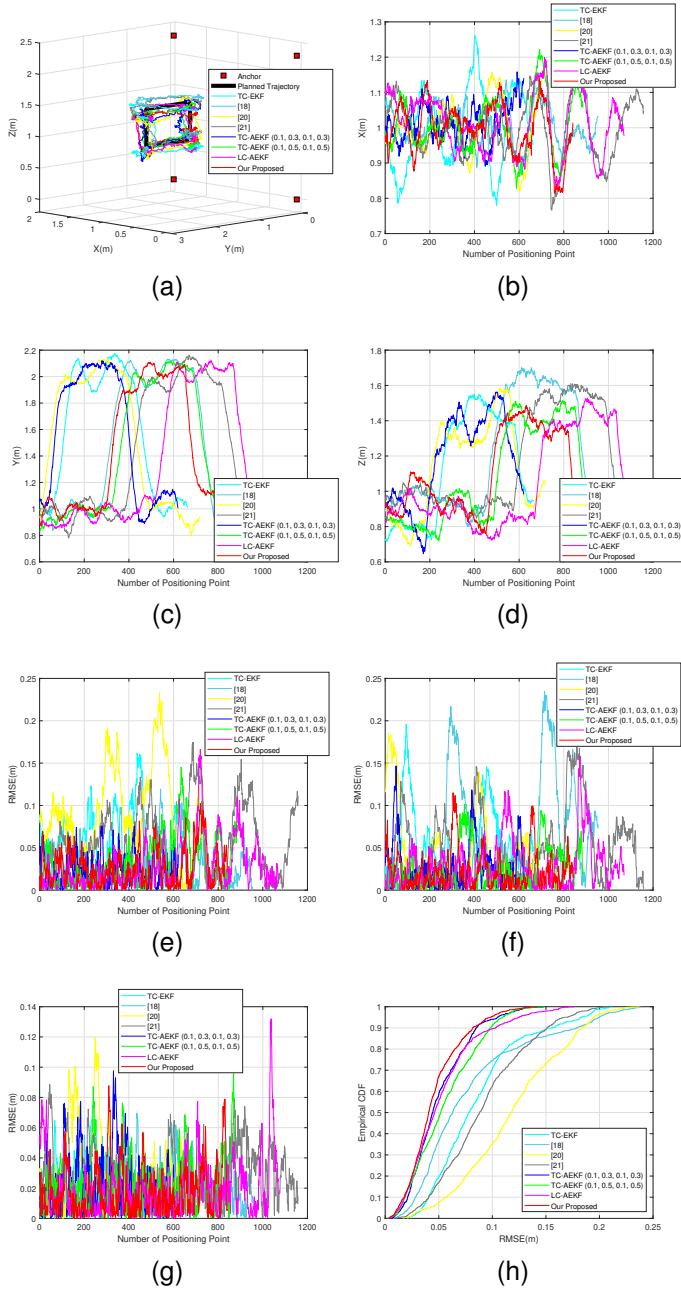 2.5
2
1.5
1
0.5
0
Z(m)
2
1.5
1
0.5
0
X(m)
3
2
1
0
Y(m)
Anchor
Planned Trajectory
TC-EKF
[18]
[20]
[21]
TC-AEKF (0.1, 0.3, 0.1, 0.3)
TC-AEKF (0.1, 0.5, 0.1, 0.5)
LC-AEKF
Our Proposed
(a)
1.3
1.2
1.1
1
0.9
0.8
0.7
X(m)
0 200 400 600 800 1000 1200
Number of Positioning Point
TC-EKF
[18]
[20]
[21]
TC-AEKF (0.1, 0.3, 0.1, 0.3)
TC-AEKF (0.1, 0.5, 0.1, 0.5)
LC-AEKF
Our Proposed
(b)
2.2
2
1.8
1.6
1.4
1.2
1
0.8
0.6
Y(m)
0 200 400 600 800 1000 1200
Number of Positioning Point
TC-EKF
[18]
[20]
[21]
TC-AEKF (0.1, 0.3, 0.1, 0.3)
TC-AEKF (0.1, 0.5, 0.1, 0.5)
LC-AEKF
Our Proposed
(c)
1.8
1.6
1.4
1.2
1
0.8
0.6
Z(m)
0 200 400 600 800 1000 1200
Number of Positioning Point
TC-EKF
[18]
[20]
[21]
TC-AEKF (0.1, 0.3, 0.1, 0.3)
TC-AEKF (0.1, 0.5, 0.1, 0.5)
LC-AEKF
Our Proposed
(d)
0.25
0.2
0.15
0.1
0.05
0
RMSE(m)
0 200 400 600 800 1000 1200
Number of Positioning Point
TC-EKF
[18]
[20]
[21]
TC-AEKF (0.1, 0.3, 0.1, 0.3)
TC-AEKF (0.1, 0.5, 0.1, 0.5)
LC-AEKF
Our Proposed
(e)
0.25
0.2
0.15
0.1
0.05
0
RMSE(m)
0 200 400 600 800 1000 1200
Number of Positioning Point
TC-EKF
[18]
[20]
[21]
TC-AEKF (0.1, 0.3, 0.1, 0.3)
TC-AEKF (0.1, 0.5, 0.1, 0.5)
LC-AEKF
Our Proposed
(f)
0.14
0.12
0.1
0.08
0.06
0.04
0.02
0
RMSE(m)
0 200 400 600 800 1000 1200
Number of Positioning Point
TC-EKF
[18]
[20]
[21]
TC-AEKF (0.1, 0.3, 0.1, 0.3)
TC-AEKF (0.1, 0.5, 0.1, 0.5)
LC-AEKF
Our Proposed
(g)
1
0.9
0.8
0.7
0.6
0.5
0.4
0.3
0.2
0.1
0
Empirical CDF
0 0.05 0.1 0.15 0.2 0.25
RMSE(m)
TC-EKF
[18]
[20]
[21]
TC-AEKF (0.1, 0.3, 0.1, 0.3)
TC-AEKF (0.1, 0.5, 0.1, 0.5)
LC-AEKF
Our Proposed
(h)